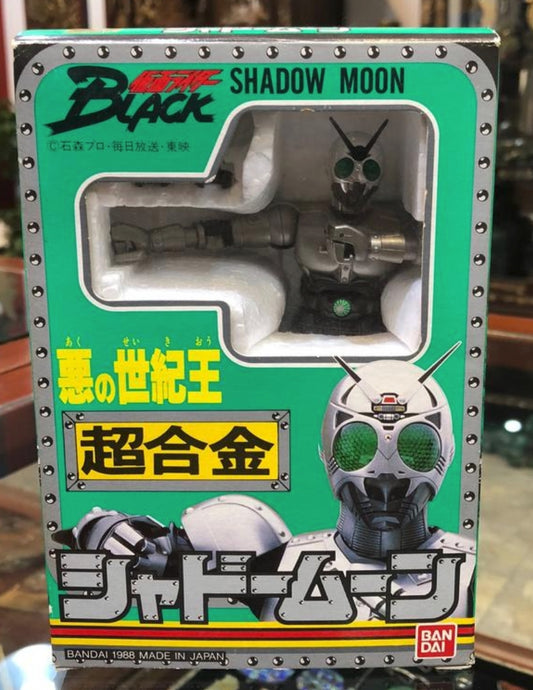 仮面ライダー
BLACK SHADOW MOON
©石森プロ・毎日放送・東映
あく せい き おう
悪の世紀王
超合金
シャドームーン
BANDAI 1988 MADE IN JAPAN
BAN
DAI